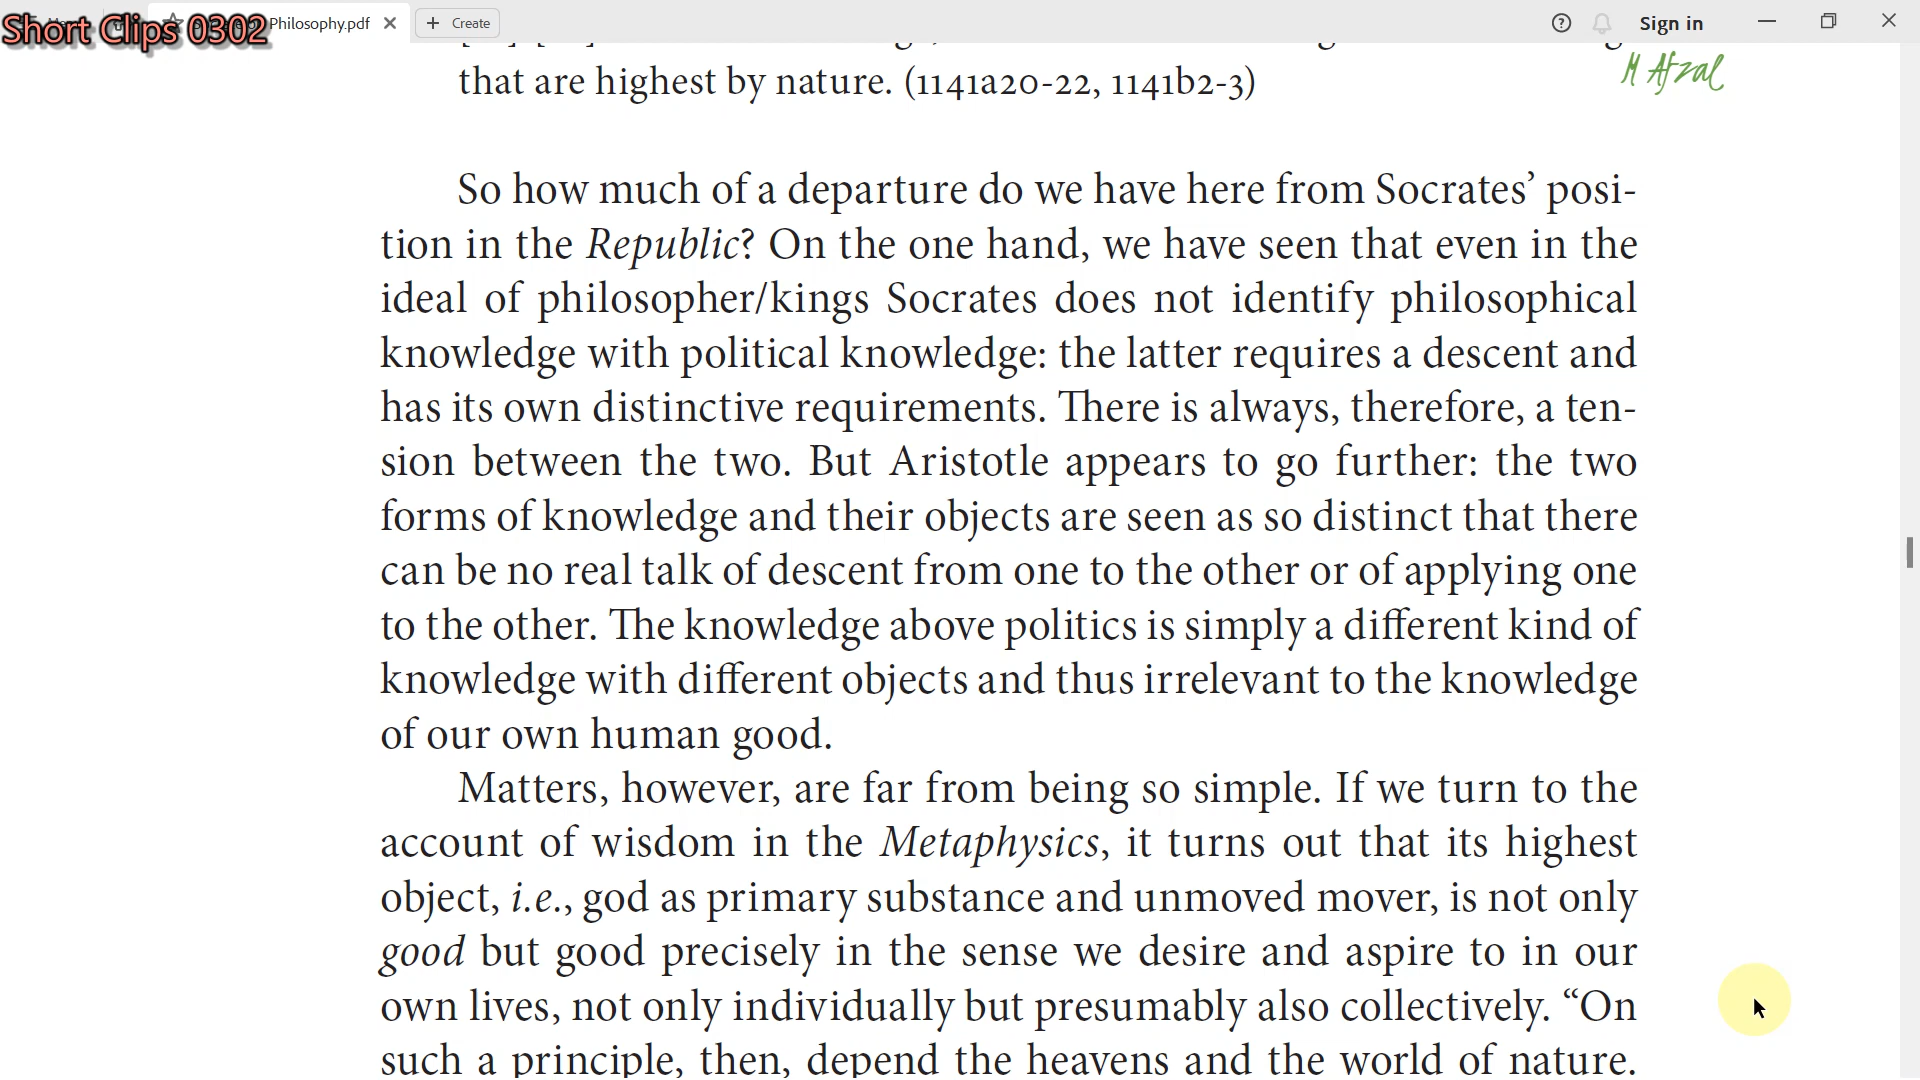 Short Clips 0302
Philosophy.pdf
+ Create
Sign in
M Afzal
that are highest by nature. (1141a20-22, 1141b2-3)
So how much of a departure do we have here from Socrates’ posi-
tion in the Republic? On the one hand, we have seen that even in the
ideal of philosopher/kings Socrates does not identify philosophical
knowledge with political knowledge: the latter requires a descent and
has its own distinctive requirements. There is always, therefore, a ten-
sion between the two. But Aristotle appears to go further: the two
forms of knowledge and their objects are seen as so distinct that there
can be no real talk of descent from one to the other or of applying one
to the other. The knowledge above politics is simply a different kind of
knowledge with different objects and thus irrelevant to the knowledge
of our own human good.
Matters, however, are far from being so simple. If we turn to the
account of wisdom in the Metaphysics, it turns out that its highest
object, i.e., god as primary substance and unmoved mover, is not only
good but good precisely in the sense we desire and aspire to in our
own lives, not only individually but presumably also collectively. “On
such a principle, then, depend the heavens and the world of nature.